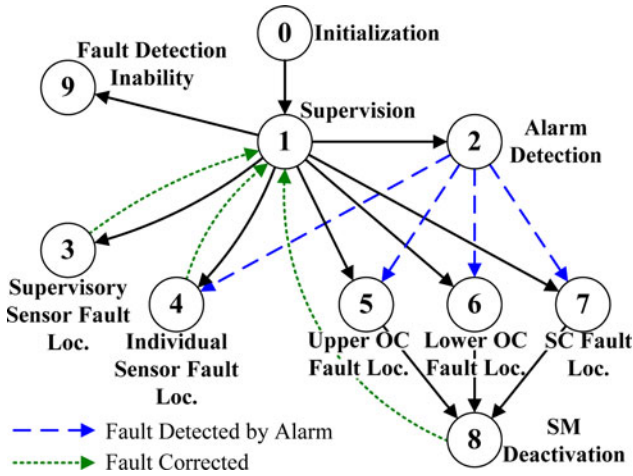 0
Initialization
Fault Detection
Inability
9
Supervision
1
2
Alarm
Detection
3
Supervisory
Sensor Fault
Loc.
4
Individual
Sensor Fault
Loc.
5
Upper OC
Fault Loc.
6
Lower OC
Fault Loc.
7
SC Fault
Loc.
Fault Detected by Alarm
Fault Corrected
8
SM
Deactivation